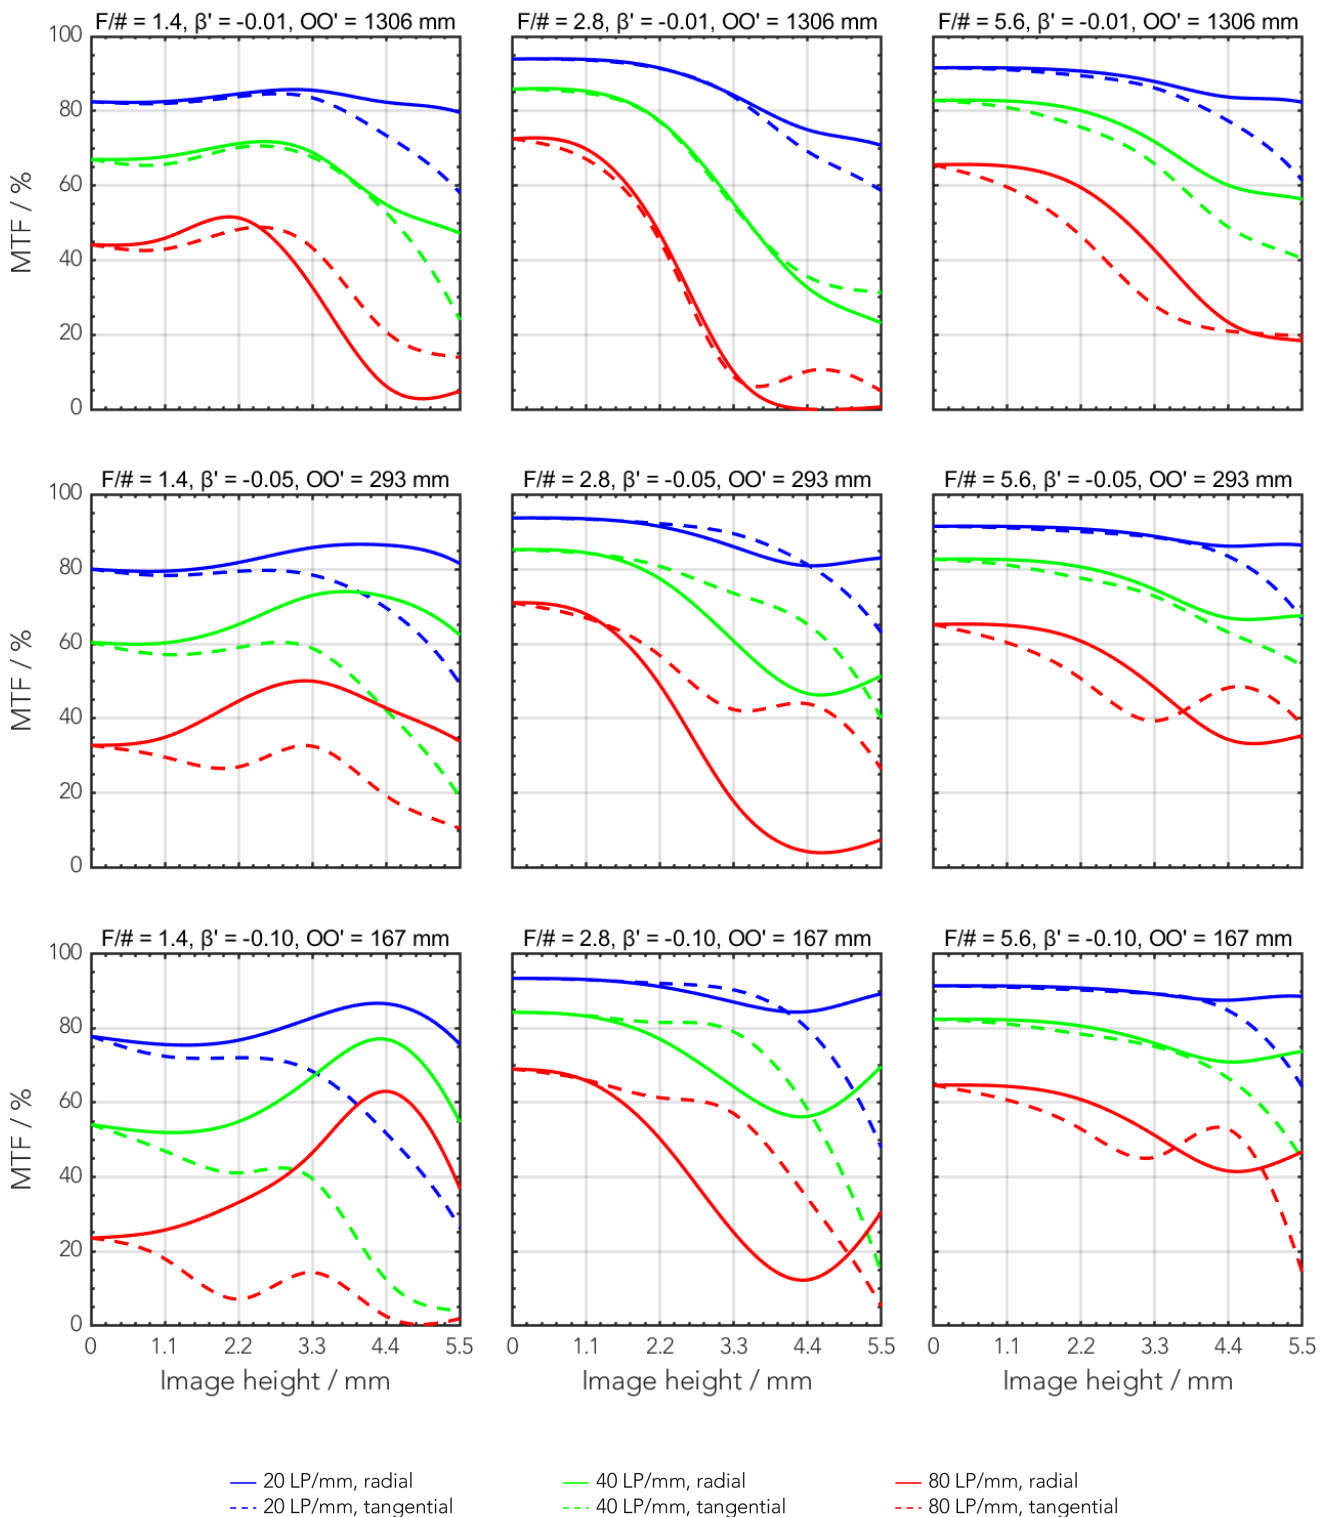 F/# = 1.4, β' = -0.01, OO' = 1306 mm
F/# = 2.8, β' = -0.01, OO' = 1306 mm
F/# = 5.6, β' = -0.01, OO' = 1306 mm
100
80
60
40
20
0
MTF / %
F/# = 1.4, β' = -0.05, OO' = 293 mm
F/# = 2.8, β' = -0.05, OO' = 293 mm
F/# = 5.6, β' = -0.05, OO' = 293 mm
100
80
60
40
20
0
MTF / %
F/# = 1.4, β' = -0.10, OO' = 167 mm
F/# = 2.8, β' = -0.10, OO' = 167 mm
F/# = 5.6, β' = -0.10, OO' = 167 mm
100
80
60
40
20
0
MTF / %
0 1.1 2.2 3.3 4.4 5.5
0 1.1 2.2 3.3 4.4 5.5
0 1.1 2.2 3.3 4.4 5.5
Image height / mm
Image height / mm
Image height / mm
20 LP/mm, radial
20 LP/mm, tangential
40 LP/mm, radial
40 LP/mm, tangential
80 LP/mm, radial
80 LP/mm, tangential